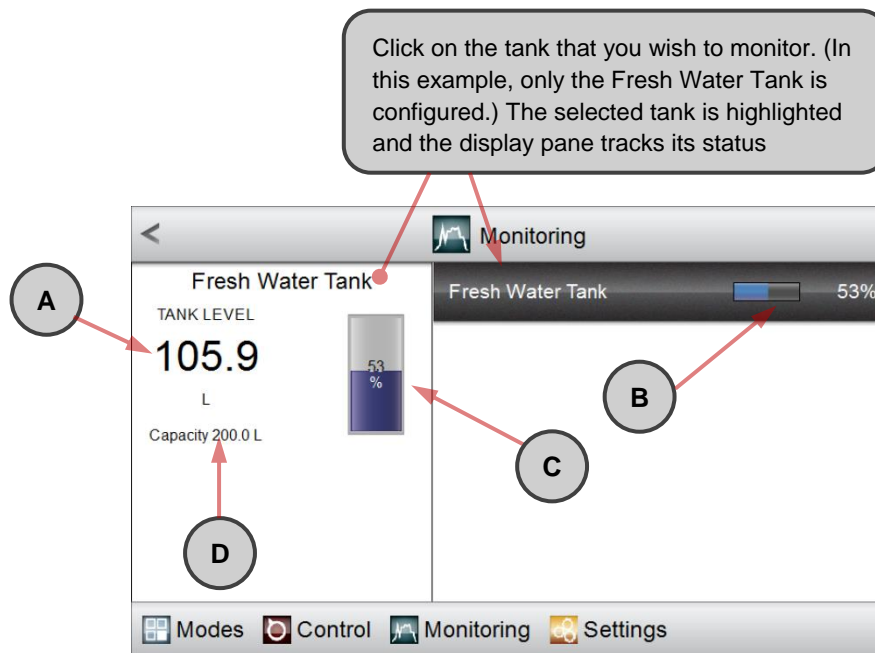 Click on the tank that you wish to monitor. (In
this example, only the Fresh Water Tank is
configured.) The selected tank is highlighted
and the display pane tracks its status
<
Monitoring
Fresh Water Tank
TANK LEVEL
105.9
L
Capacity 200.0 L
53
%
Fresh Water Tank 53%
A
B
C
D
Modes Control Monitoring Settings